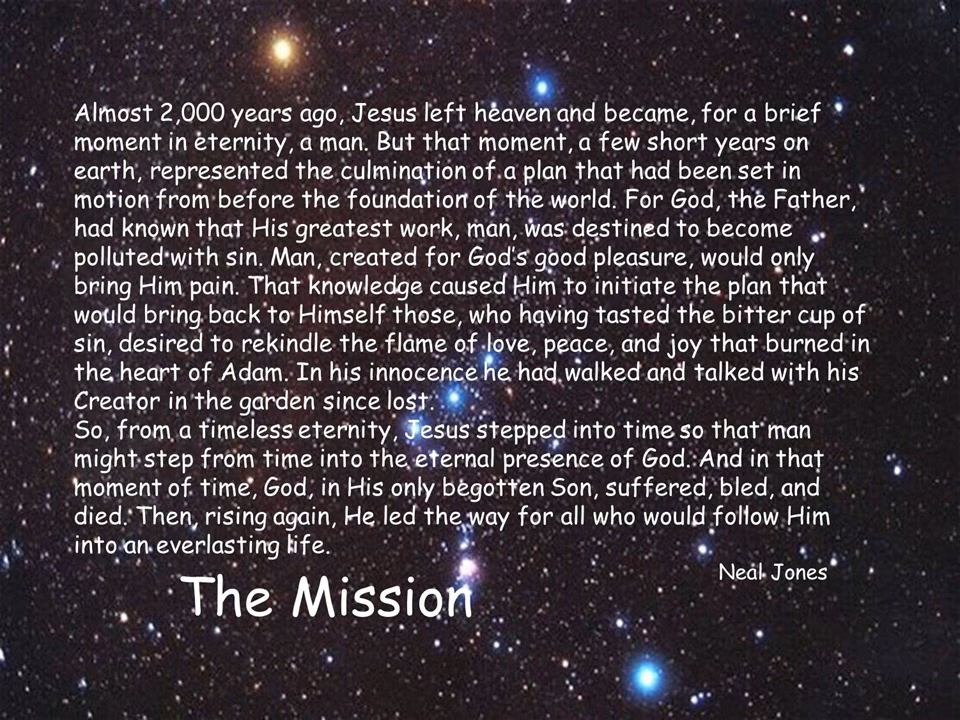 Almost 2,000 years ago, Jesus left heaven and became, for a brief
moment in eternity, a man. But that moment, a few short years on
earth, represented the culmination of a plan that had been set in
motion from before the foundation of the world. For God, the Father,
had known that His greatest work, man, was destined to become
polluted with sin. Man, created for God's good pleasure, would only
bring Him pain. That knowledge caused Him to initiate the plan that
would bring back to Himself those, who having tasted the bitter cup of
sin, desired to rekindle the flame of love, peace, and joy that burned in
the heart of Adam. In his innocence he had walked and talked with his
Creator in the garden since lost.
So, from a timeless eternity, Jesus stepped into time so that man
might step from time into the eternal presence of God. And in that
moment of time, God, in His only begotten Son, suffered, bled, and
died. Then, rising again, He led the way for all who would follow Him
into an everlasting life.
Neal Jones
The Mission